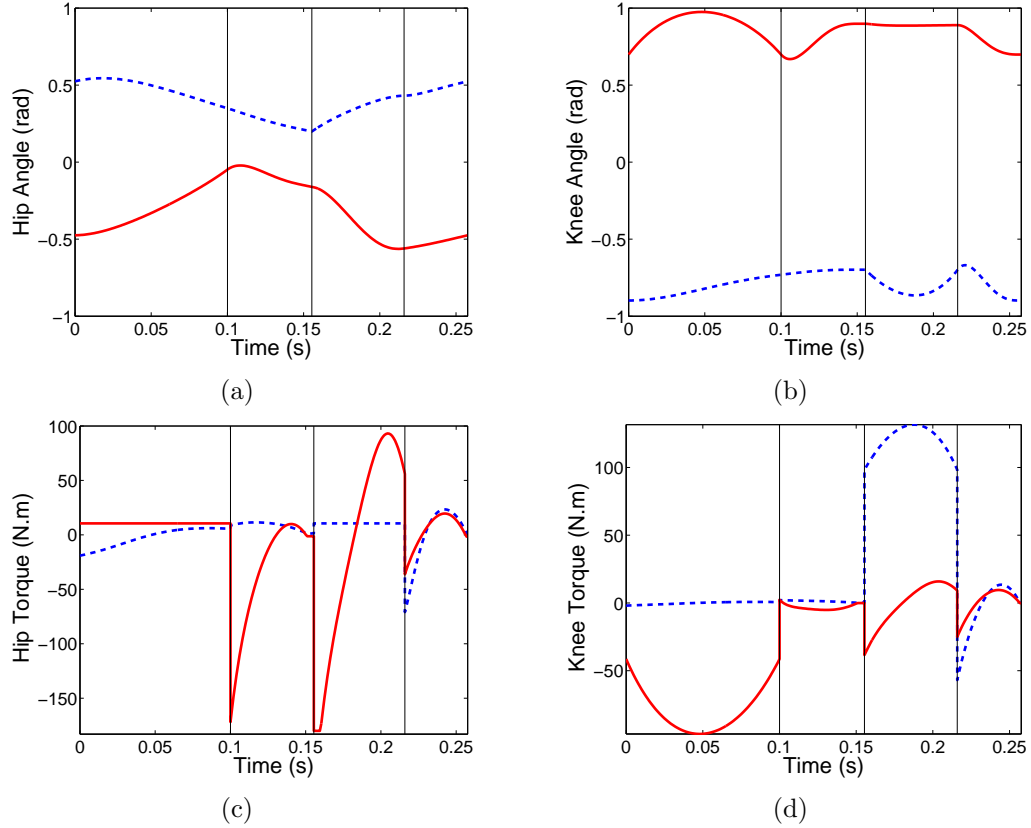 1
0.5
0
−0.5
−1
Hip Angle (rad)
0 0.05 0.1 0.15 0.2 0.25
Time (s)
(a)
1
0.5
0
−0.5
−1
Knee Angle (rad)
0 0.05 0.1 0.15 0.2 0.25
Time (s)
(b)
100
50
0
−50
−100
−150
Hip Torque (N.m)
0 0.05 0.1 0.15 0.2 0.25
Time (s)
(c)
100
50
0
−50
Knee Torque (N.m)
0 0.05 0.1 0.15 0.2 0.25
Time (s)
(d)